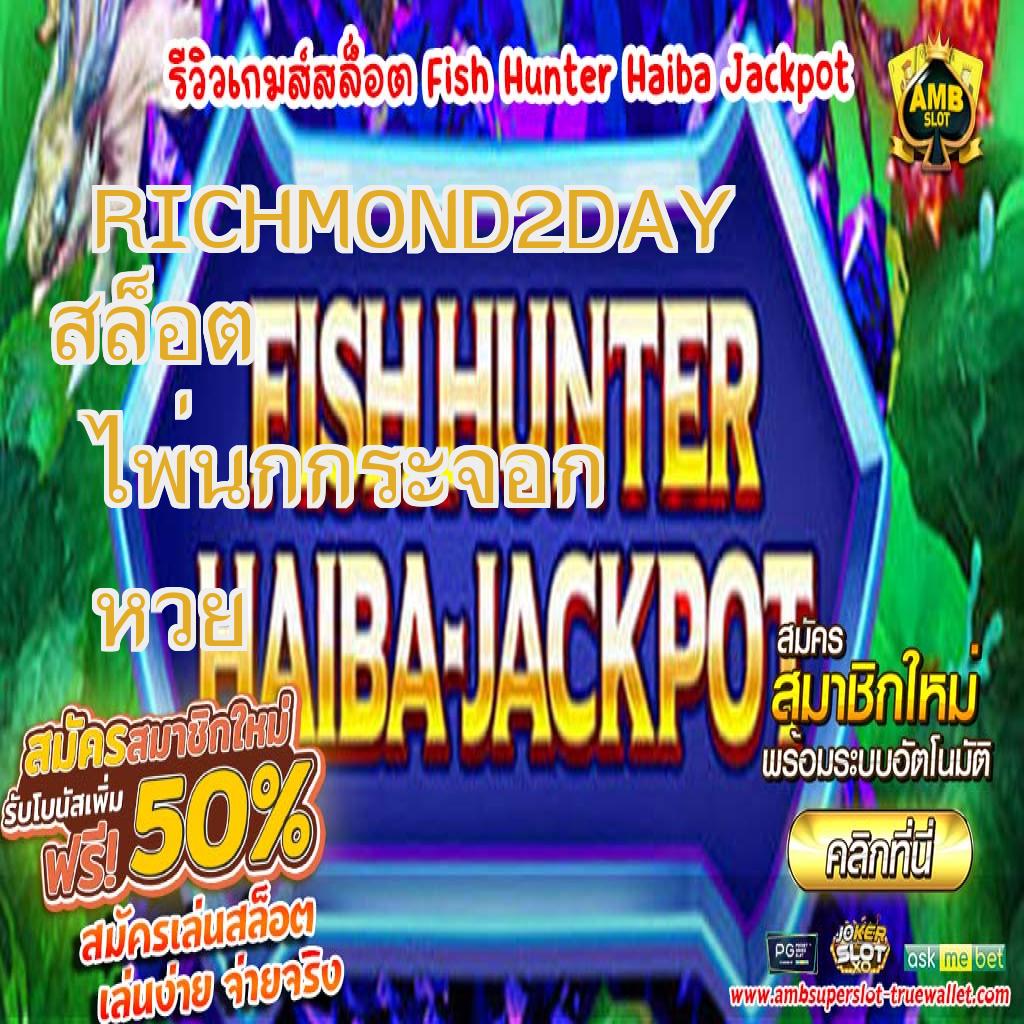 รีวิวเกมส์สล็อต Fish Hunter Haiba Jackpot
AMB
SLOT
RICHMOND2DAY
สล็อต
FISH HUNTER
ไพ่นกกระจอก
หวย
HAIBA-JACKPOT
สมัคร
สมาชิกใหม่
พร้อมระบบอัตโนมัติ
คลิกที่นี่
สมัครสมาชิกใหม่
รับโบนัสเพิ่ม
ฟรี! 50%
สมัครเล่นสล็อต
เล่นง่าย จ่ายจริง
PG
JOKER
SLOT
XO
ask me bet
www.ambsuperslot-truewallet.com